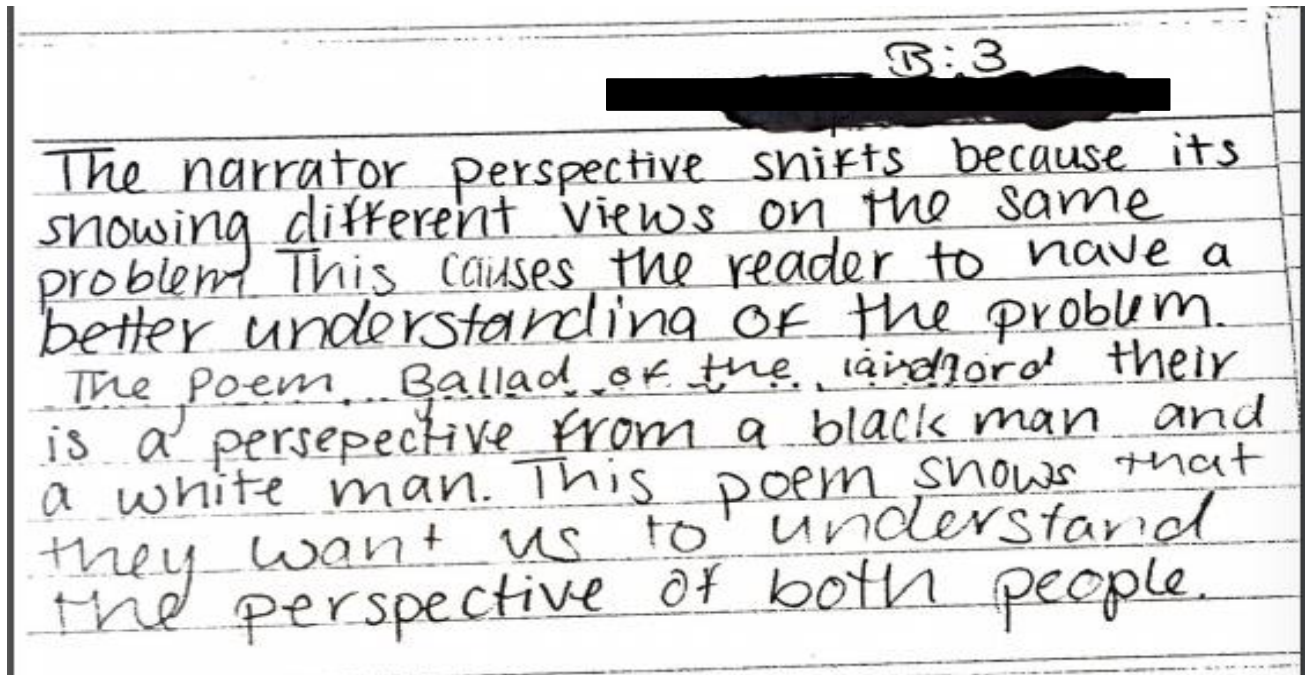 B:3
The narrator perspective shifts because its
showing different views on the same
problem This causes the reader to have a
better understanding of the problem.
The Poem Ballad of the landlord their
is a persepective from a black man and
a white man. This poem shows that
they want us to understand
the perspective of both people.